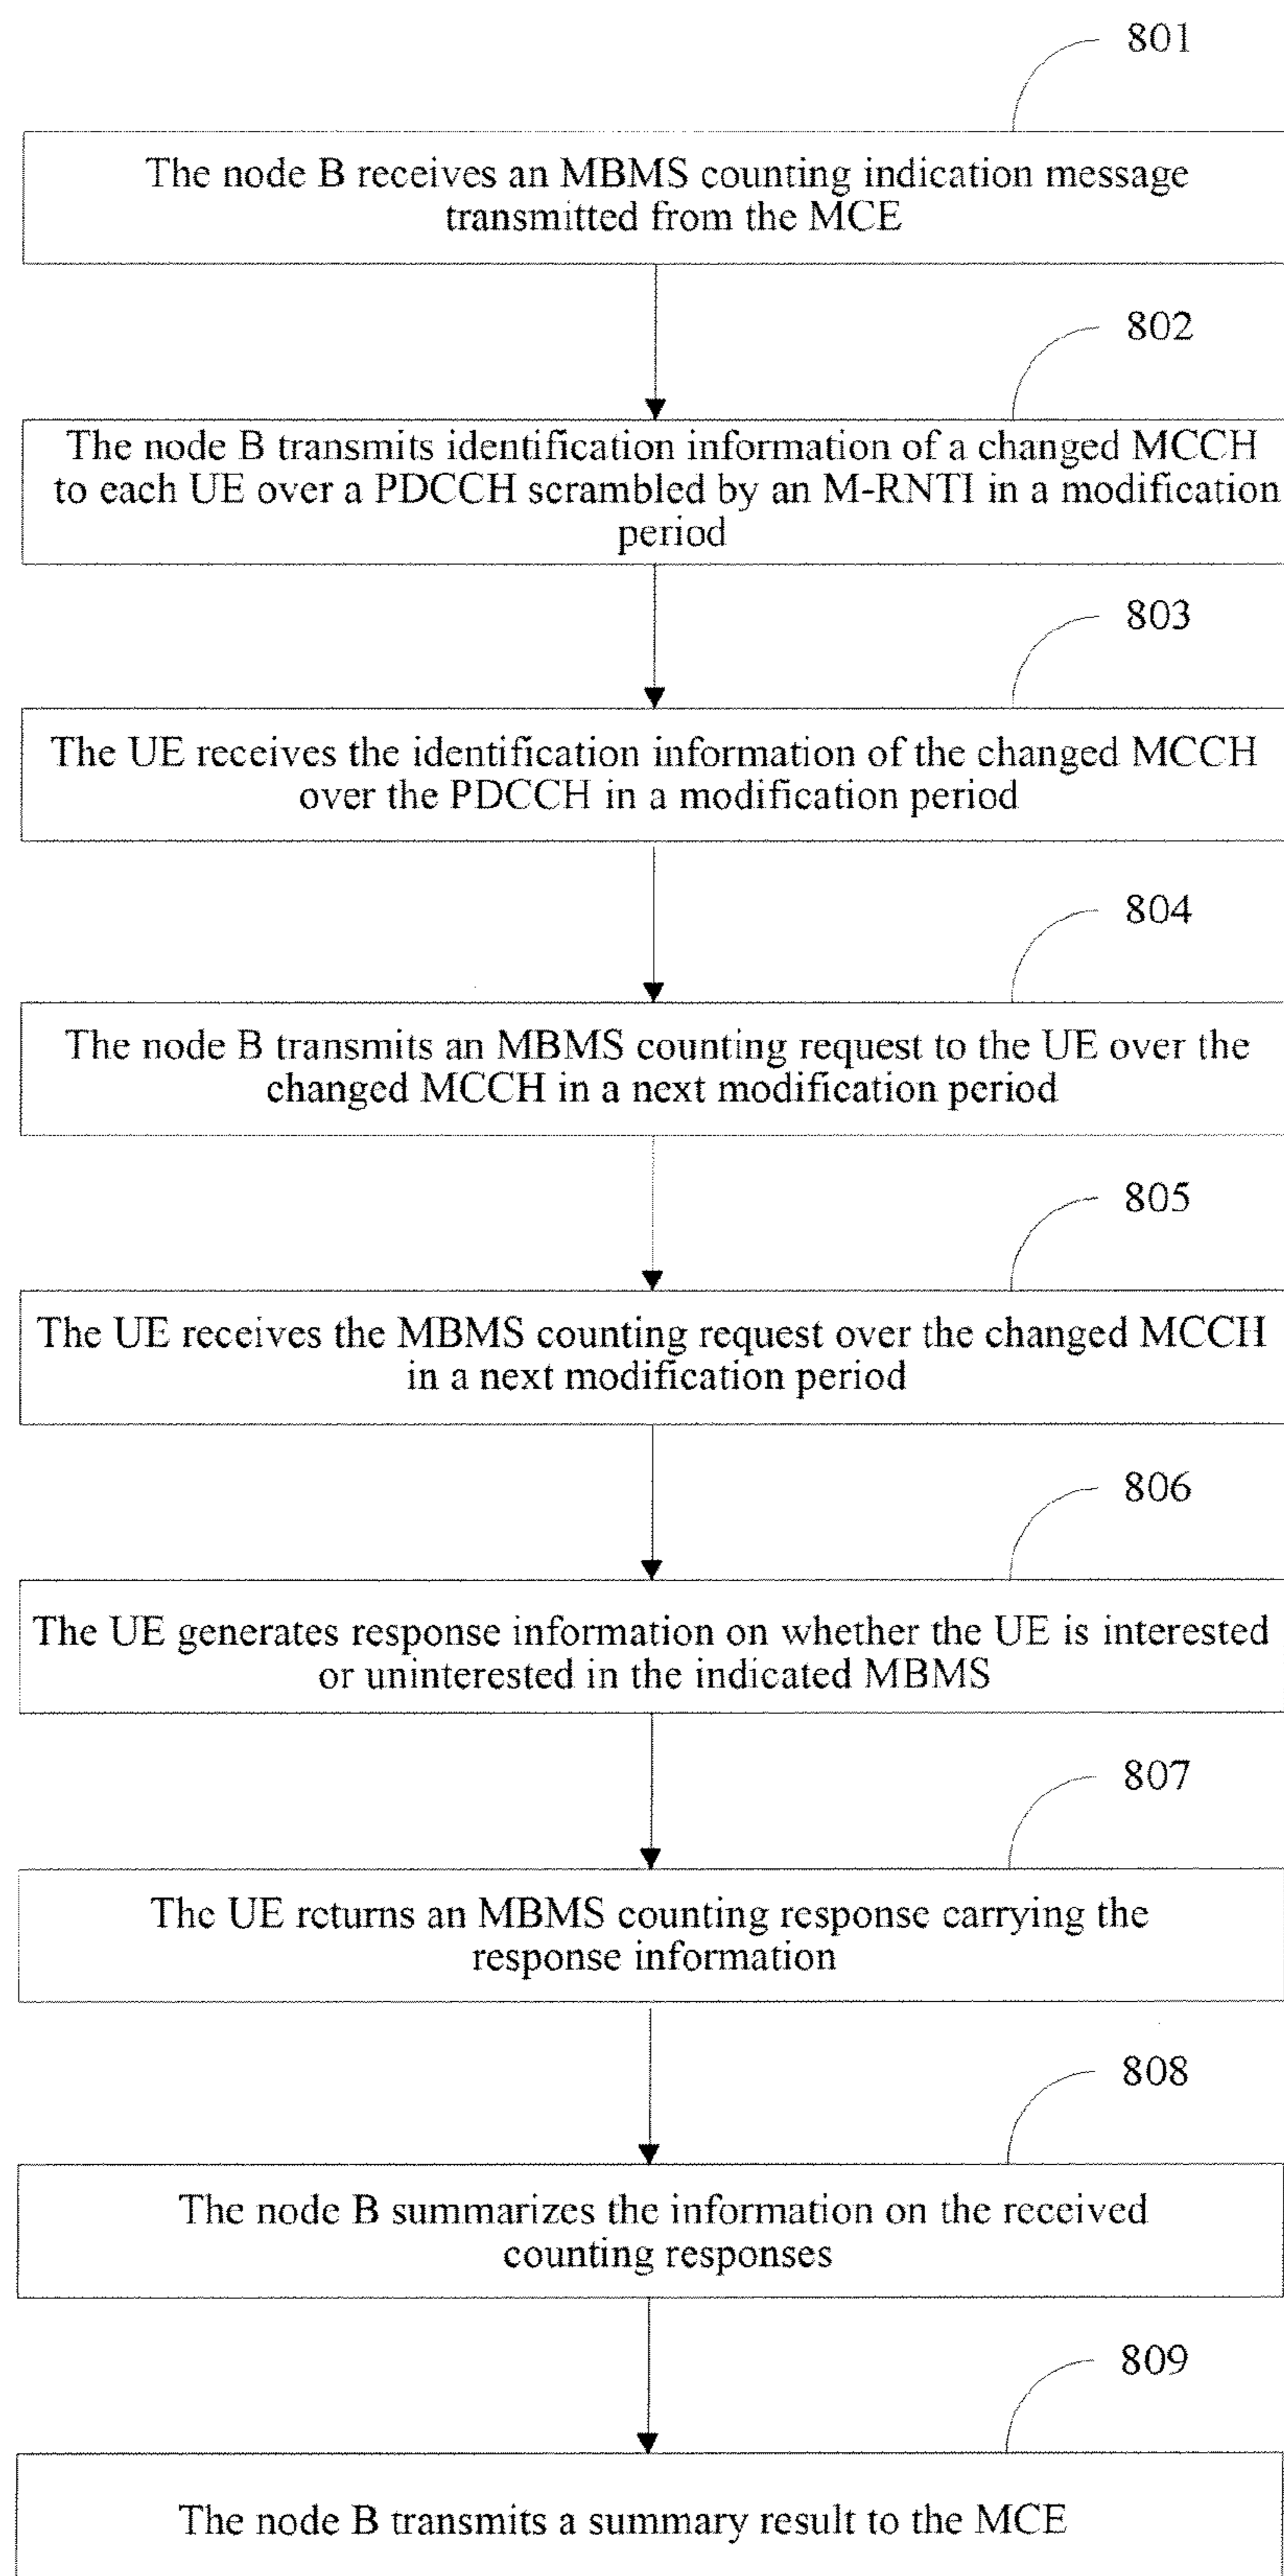 801
The node B receives an MBMS counting indication message
transmitted from the MCE
802
The node B transmits identification information of a changed MCCH
to each UE over a PDCCH scrambled by an M-RNTI in a modification
period
803
The UE receives the identification information of the changed MCCH
over the PDCCH in a modification period
804
The node B transmits an MBMS counting request to the UE over the
changed MCCH in a next modification period
805
The UE receives the MBMS counting request over the changed MCCH
in a next modification period
806
The UE generates response information on whether the UE is interested
or uninterested in the indicated MBMS
807
The UE returns an MBMS counting response carrying the
response information
808
The node B summarizes the information on the received
counting responses
809
The node B transmits a summary result to the MCE